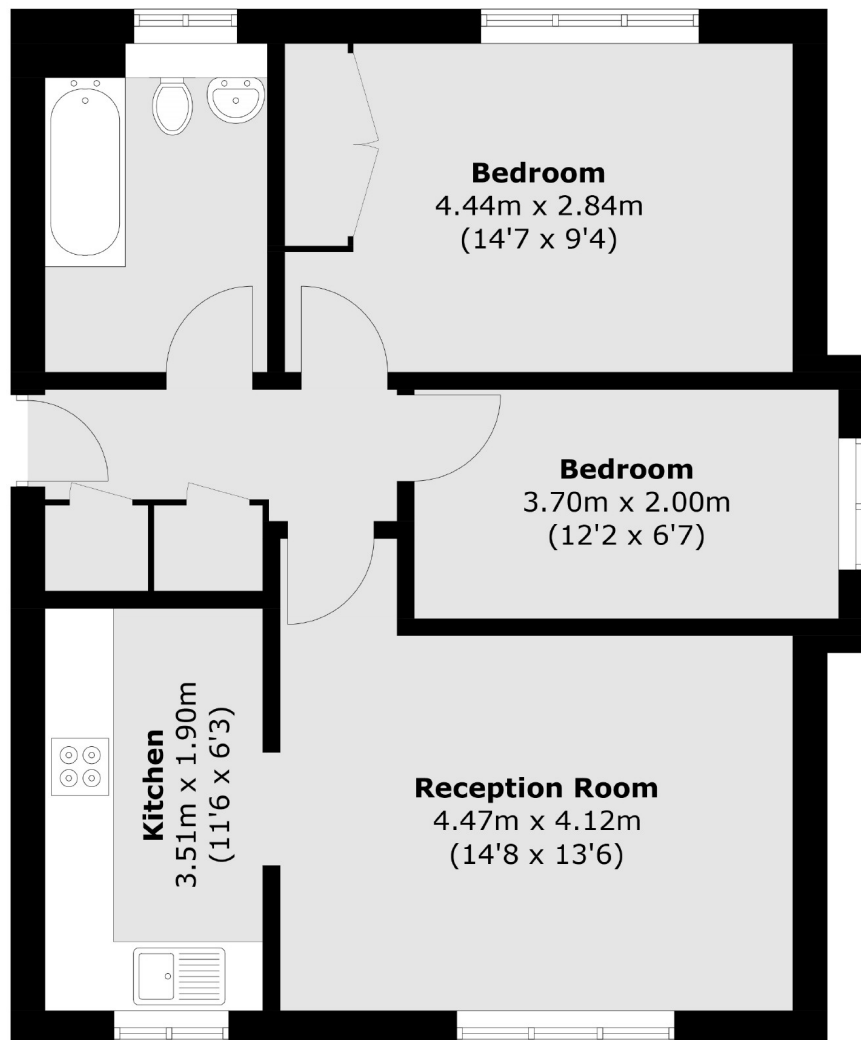 Bedroom
4.44m x 2.84m
(14'7 x 9'4)
Bedroom
3.70m x 2.00m
(12'2 x 6'7)
Kitchen
3.51m x 1.90m
(11'6 x 6'3)
Reception Room
4.47m x 4.12m
(14'8 x 13'6)